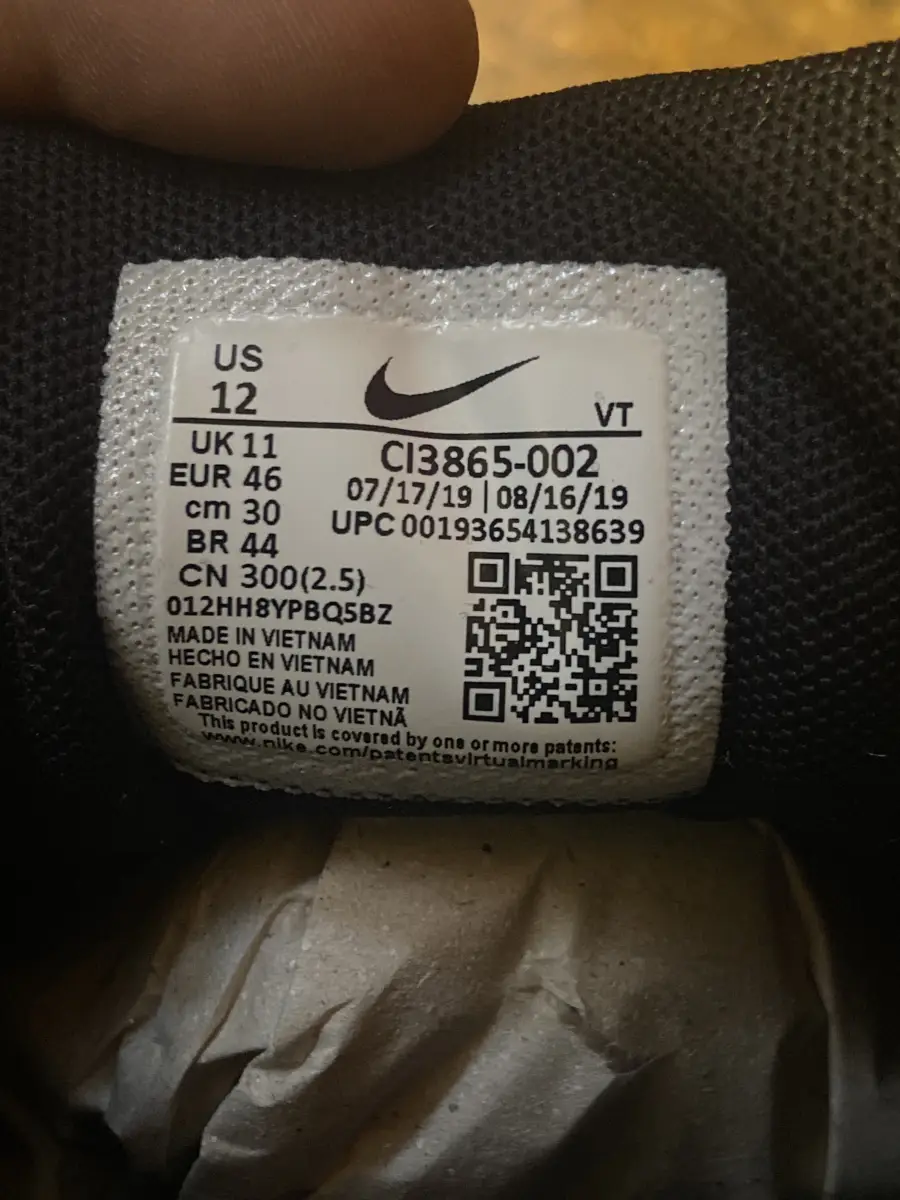 US
12
VT
UK 11
EUR 46
cm 30
BR 44
CN 300(2.5)
012HH8YPBQ5BZ
MADE IN VIETNAM
HECHO EN VIETNAM
FABRIQUE AU VIETNAM
FABRICADO NO VIETNÃ
CI3865-002
07/17/19 | 08/16/19
UPC 00193654138639
This product is covered by one or more patents:
www.nike.com/patentsvirtualmarking